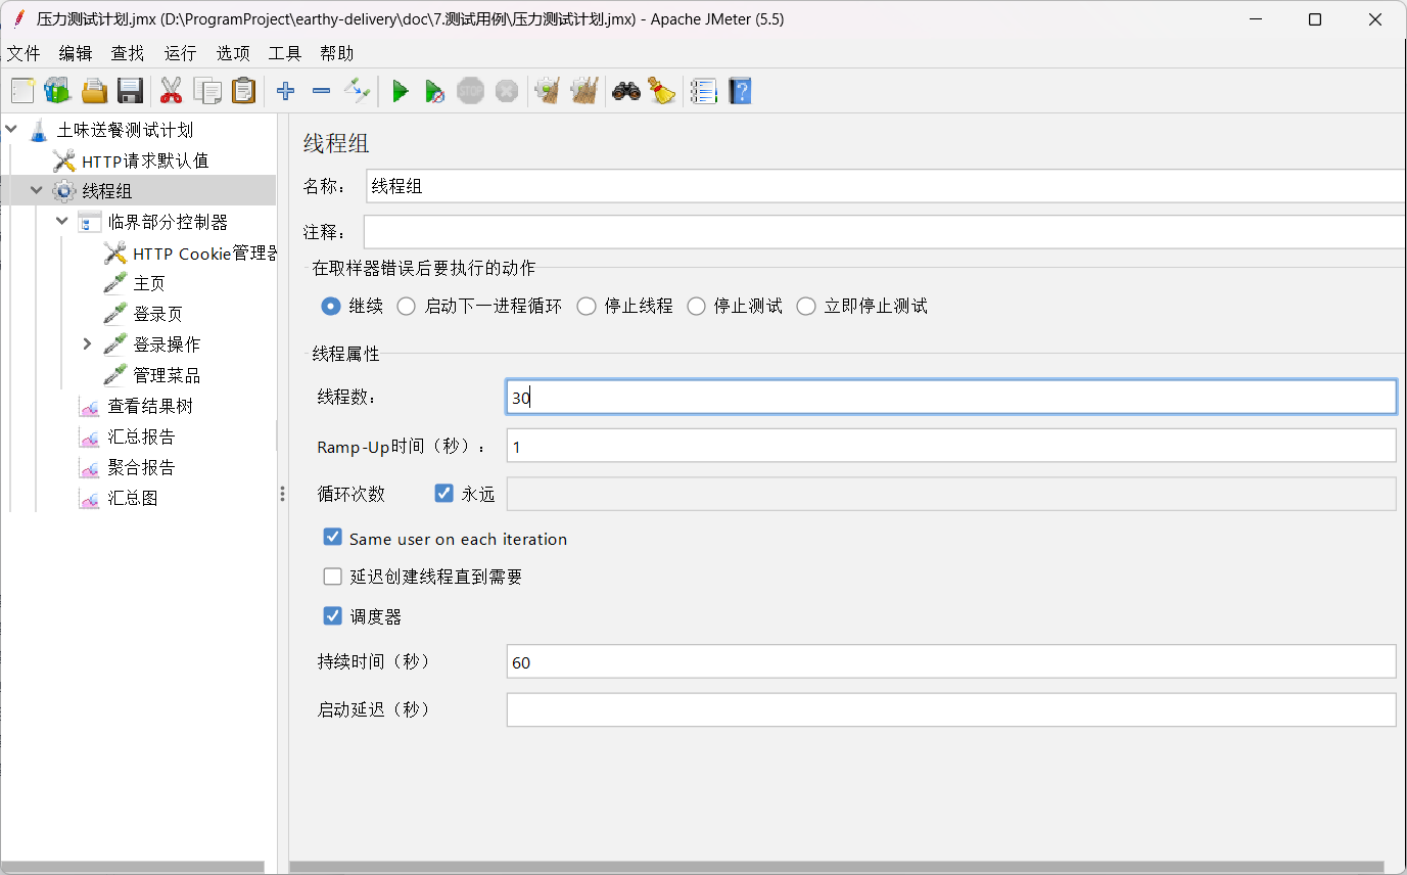 压力测试计划.jmx (D:\ProgramProject\earthy-delivery\doc\7.测试用例\压力测试计划.jmx) - Apache JMeter (5.5)
文件 编辑 查找 运行 选项 工具 帮助
STOP
土味送餐测试计划
HTTP请求默认值
线程组
临界部分控制器
HTTP Cookie管理器
主页
登录页
登录操作
管理菜品
查看结果树
汇总报告
聚合报告
汇总图
线程组
名称： 线程组
注释：
在取样器错误后要执行的动作
继续 启动下一进程循环 停止线程 停止测试 立即停止测试
线程属性
线程数： 30
Ramp-Up时间（秒）： 1
循环次数 永远
Same user on each iteration
延迟创建线程直到需要
调度器
持续时间（秒） 60
启动延迟（秒）